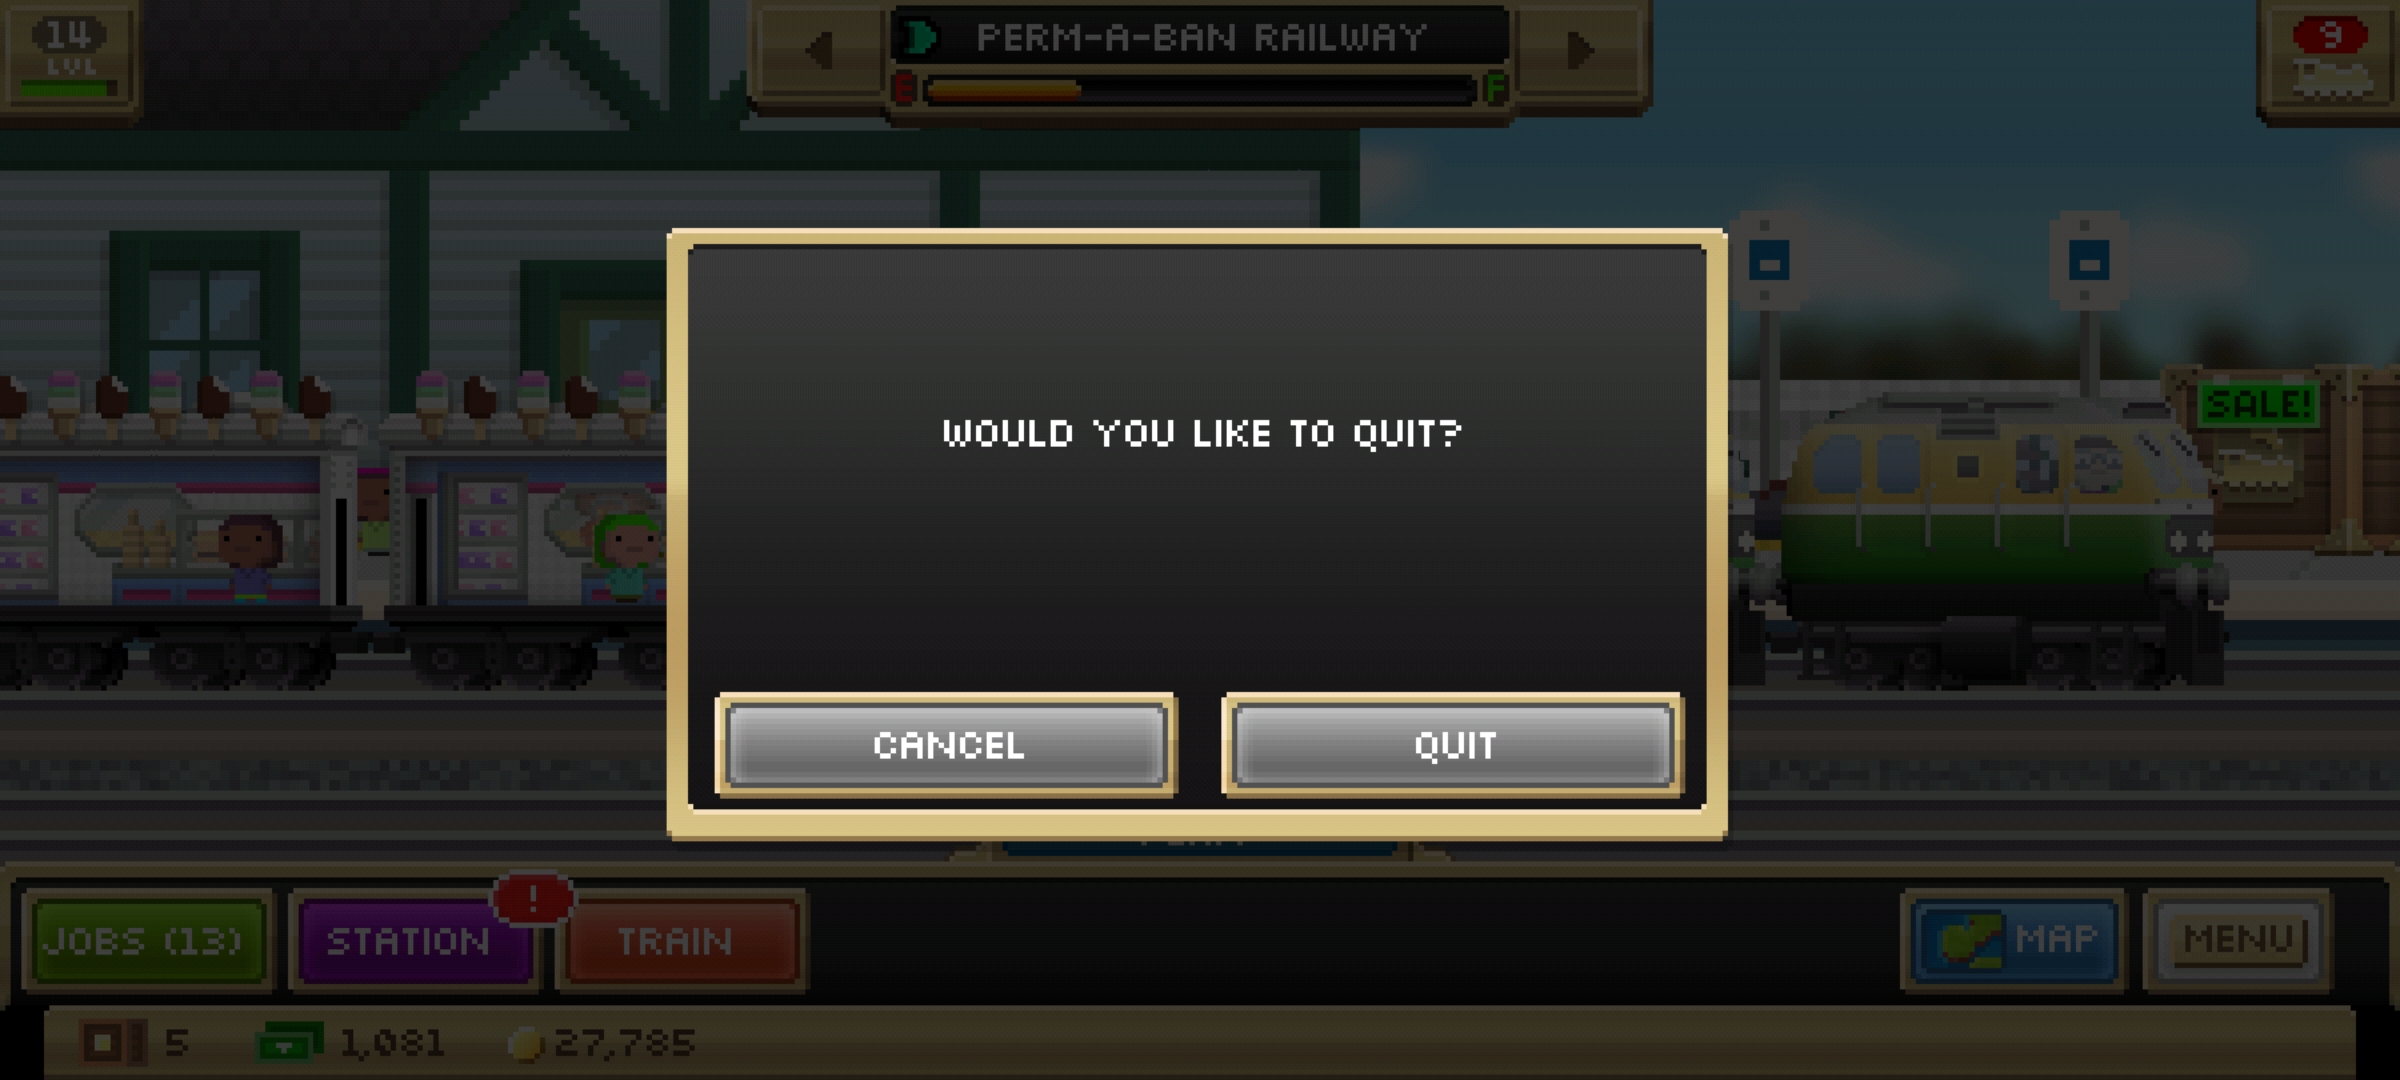 14
LVL
PERM-A-BAN RAILWAY
E F
9
SALE!
WOULD YOU LIKE TO QUIT?
CANCEL
QUIT
JOBS (13)
!
STATION
TRAIN
MAP
MENU
5
1,081
27,785